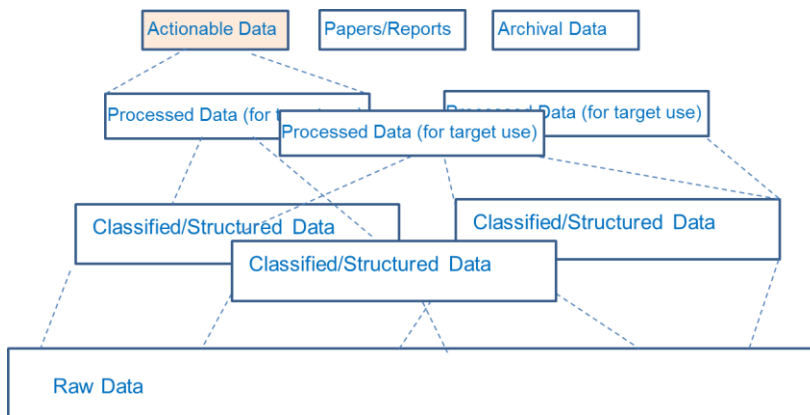 Actionable Data
Papers/Reports
Archival Data
Processed Data (for
Processed Data (for target use)
Processed Data (for target use)
Classified/Structured Data
Classified/Structured Data
Classified/Structured Data
Raw Data